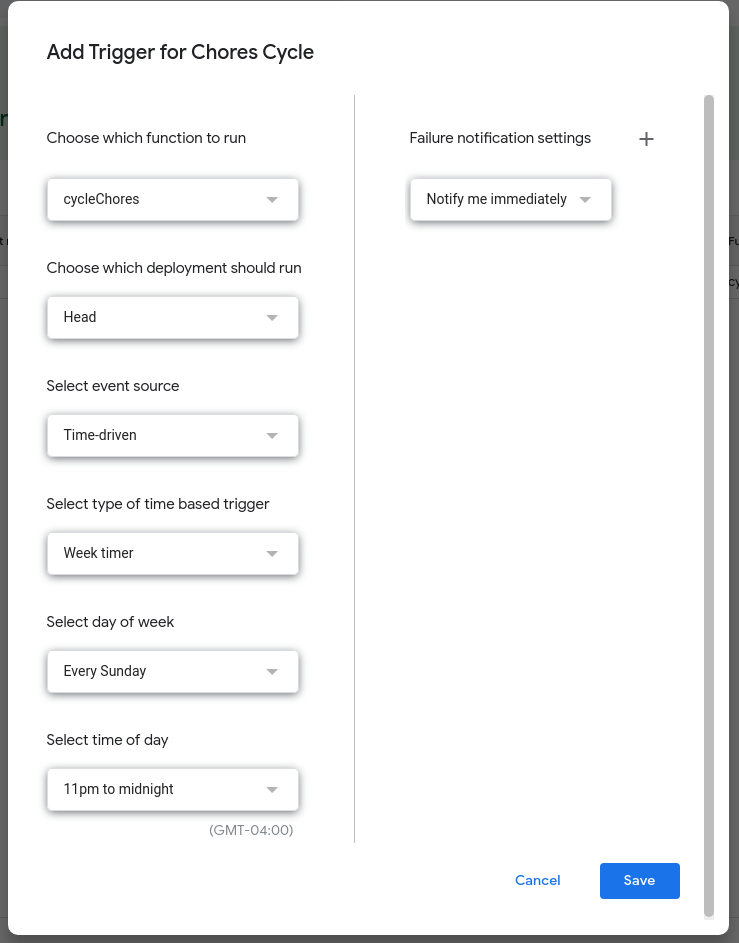 Add Trigger for Chores Cycle
Choose which function to run
cycleChores
Choose which deployment should run
Head
Select event source
Time-driven
Select type of time based trigger
Week timer
Select day of week
Every Sunday
Select time of day
11pm to midnight
(GMT-04:00)
Failure notification settings
+
Notify me immediately
Cancel
Save